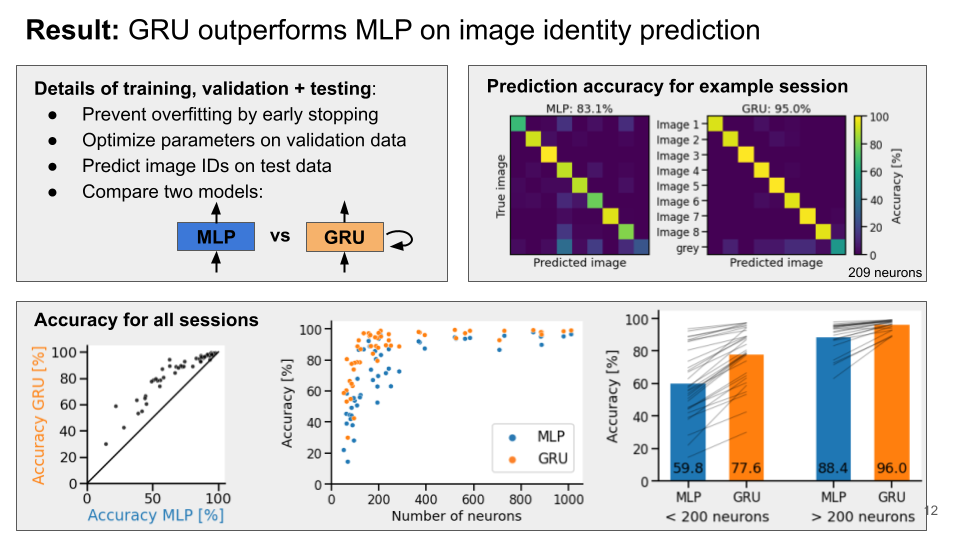 Result: GRU outperforms MLP on image identity prediction
Details of training, validation + testing:
● Prevent overfitting by early stopping
● Optimize parameters on validation data
● Predict image IDs on test data
● Compare two models:
MLP vs GRU
Prediction accuracy for example session
MLP: 83.1%
GRU: 95.0%
True image
Predicted image
Image 1
Image 2
Image 3
Image 4
Image 5
Image 6
Image 7
Image 8
grey
Predicted image
100
80
60
40
20
0
Accuracy [%]
209 neurons
Accuracy for all sessions
Accuracy GRU [%]
100
80
60
40
20
0
0 50 100
Accuracy MLP [%]
Accuracy [%]
100
80
60
40
20
0
MLP
GRU
0 200 400 600 800 1000
Number of neurons
Accuracy [%]
100
80
60
40
20
0
59.8 77.6 88.4 96.0
MLP GRU MLP GRU
< 200 neurons > 200 neurons
12